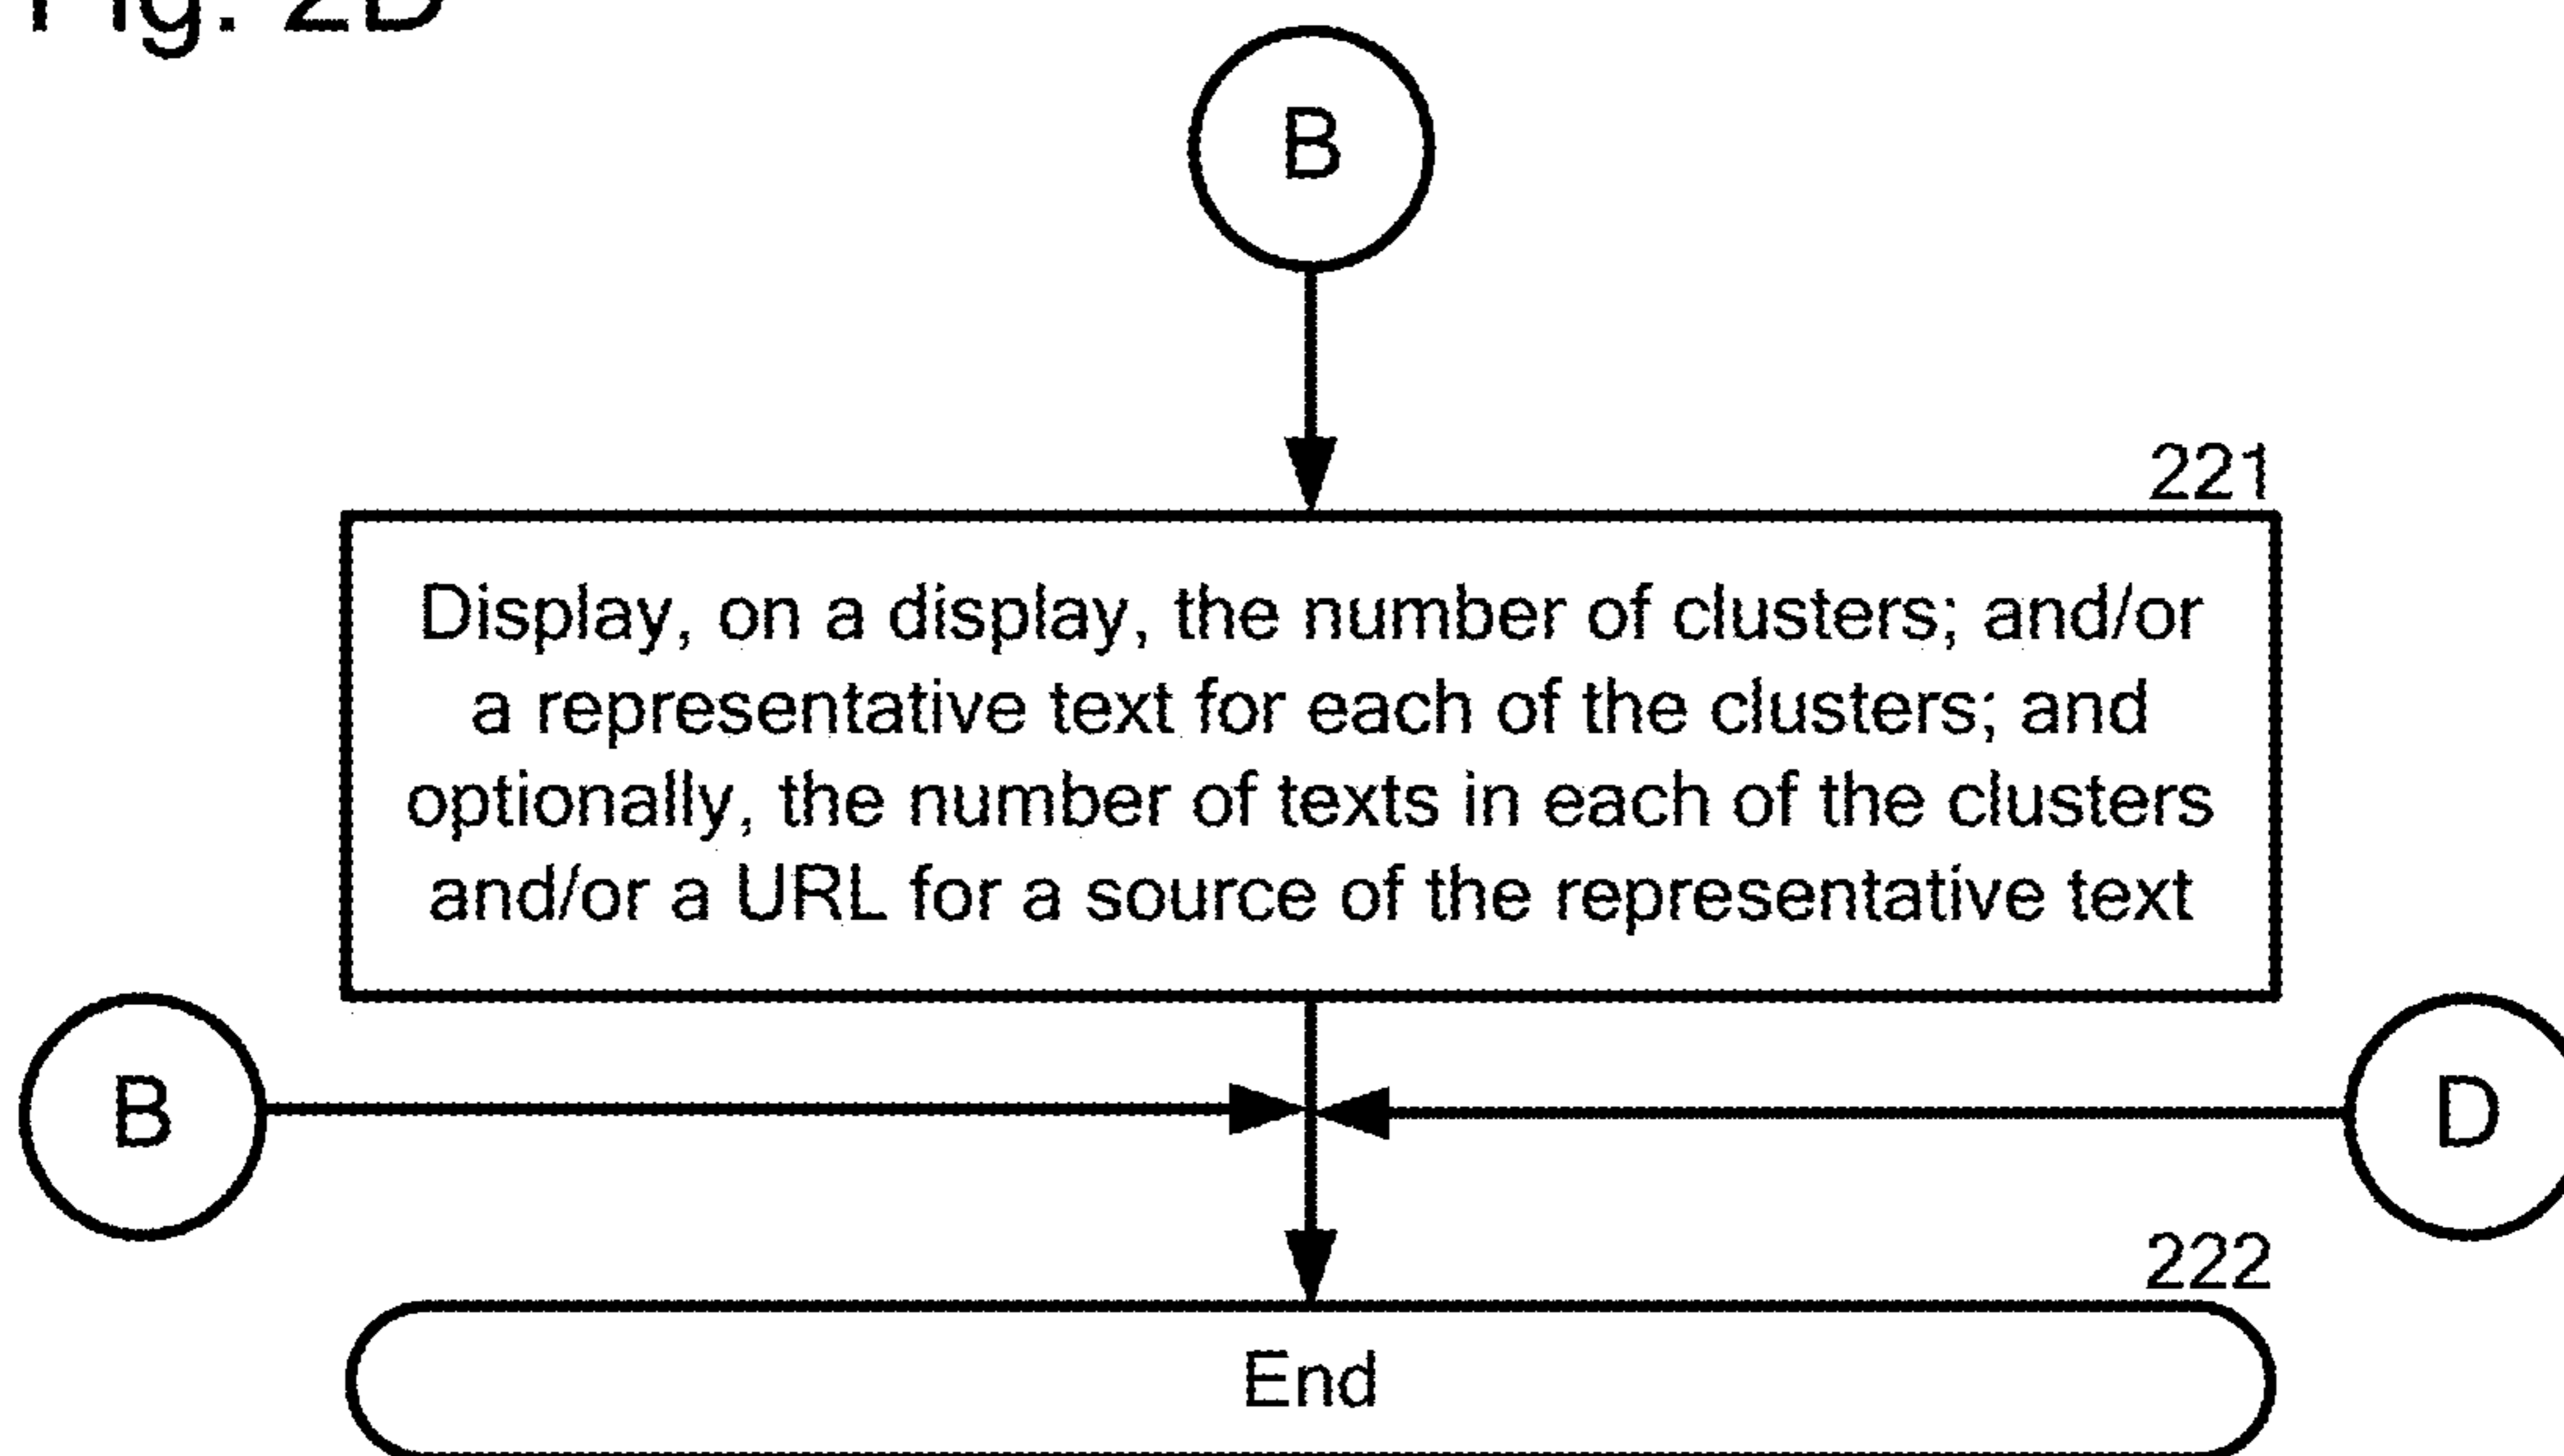 Fig. 2D
B
221
Display, on a display, the number of clusters; and/or
a representative text for each of the clusters; and
optionally, the number of texts in each of the clusters
and/or a URL for a source of the representative text
B
D
222
End